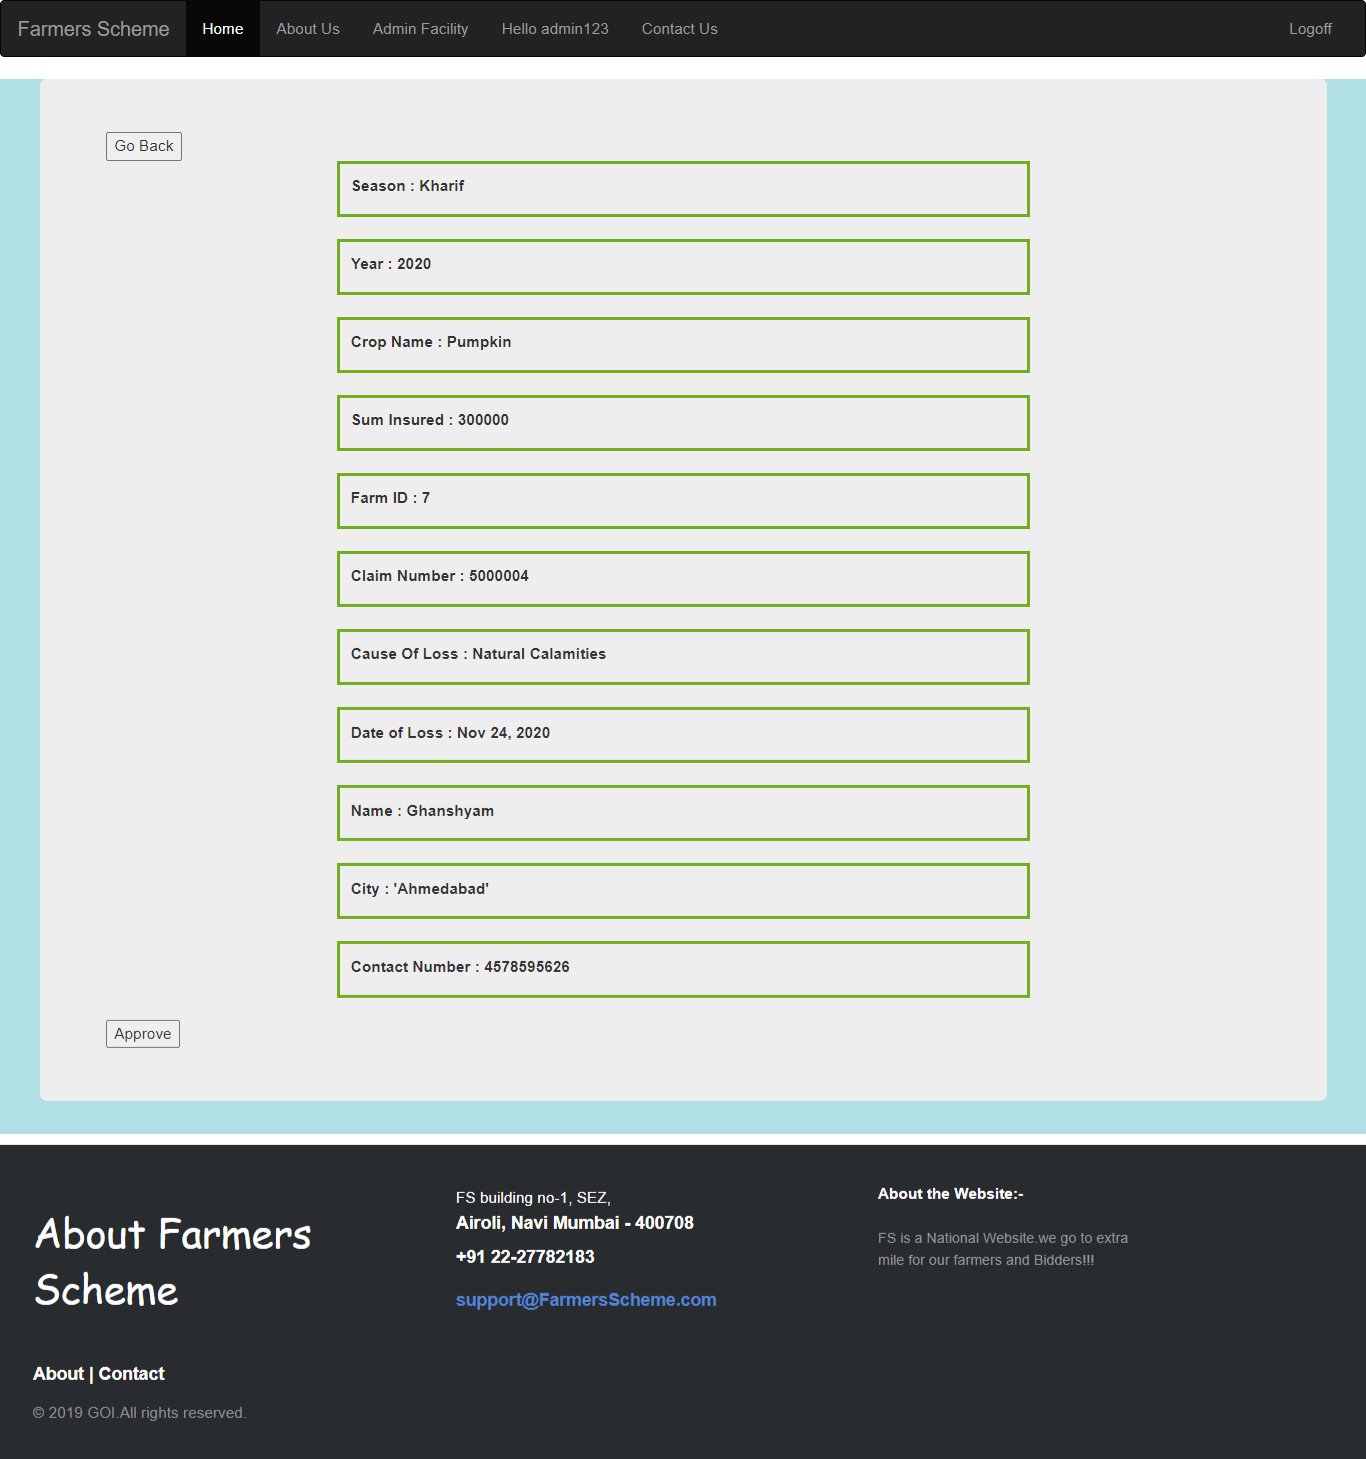 Farmers Scheme Home About Us Admin Facility Hello admin123 Contact Us Logoff
Go Back
Season : Kharif
Year : 2020
Crop Name : Pumpkin
Sum Insured : 300000
Farm ID : 7
Claim Number : 5000004
Cause Of Loss : Natural Calamities
Date of Loss : Nov 24, 2020
Name : Ghanshyam
City : 'Ahmedabad'
Contact Number : 4578595626
Approve
About Farmers
Scheme
About | Contact
© 2019 GOI.All rights reserved.
FS building no-1, SEZ,
Airoli, Navi Mumbai - 400708
+91 22-27782183
support@FarmersScheme.com
About the Website:-
FS is a National Website.we go to extra
mile for our farmers and Bidders!!!